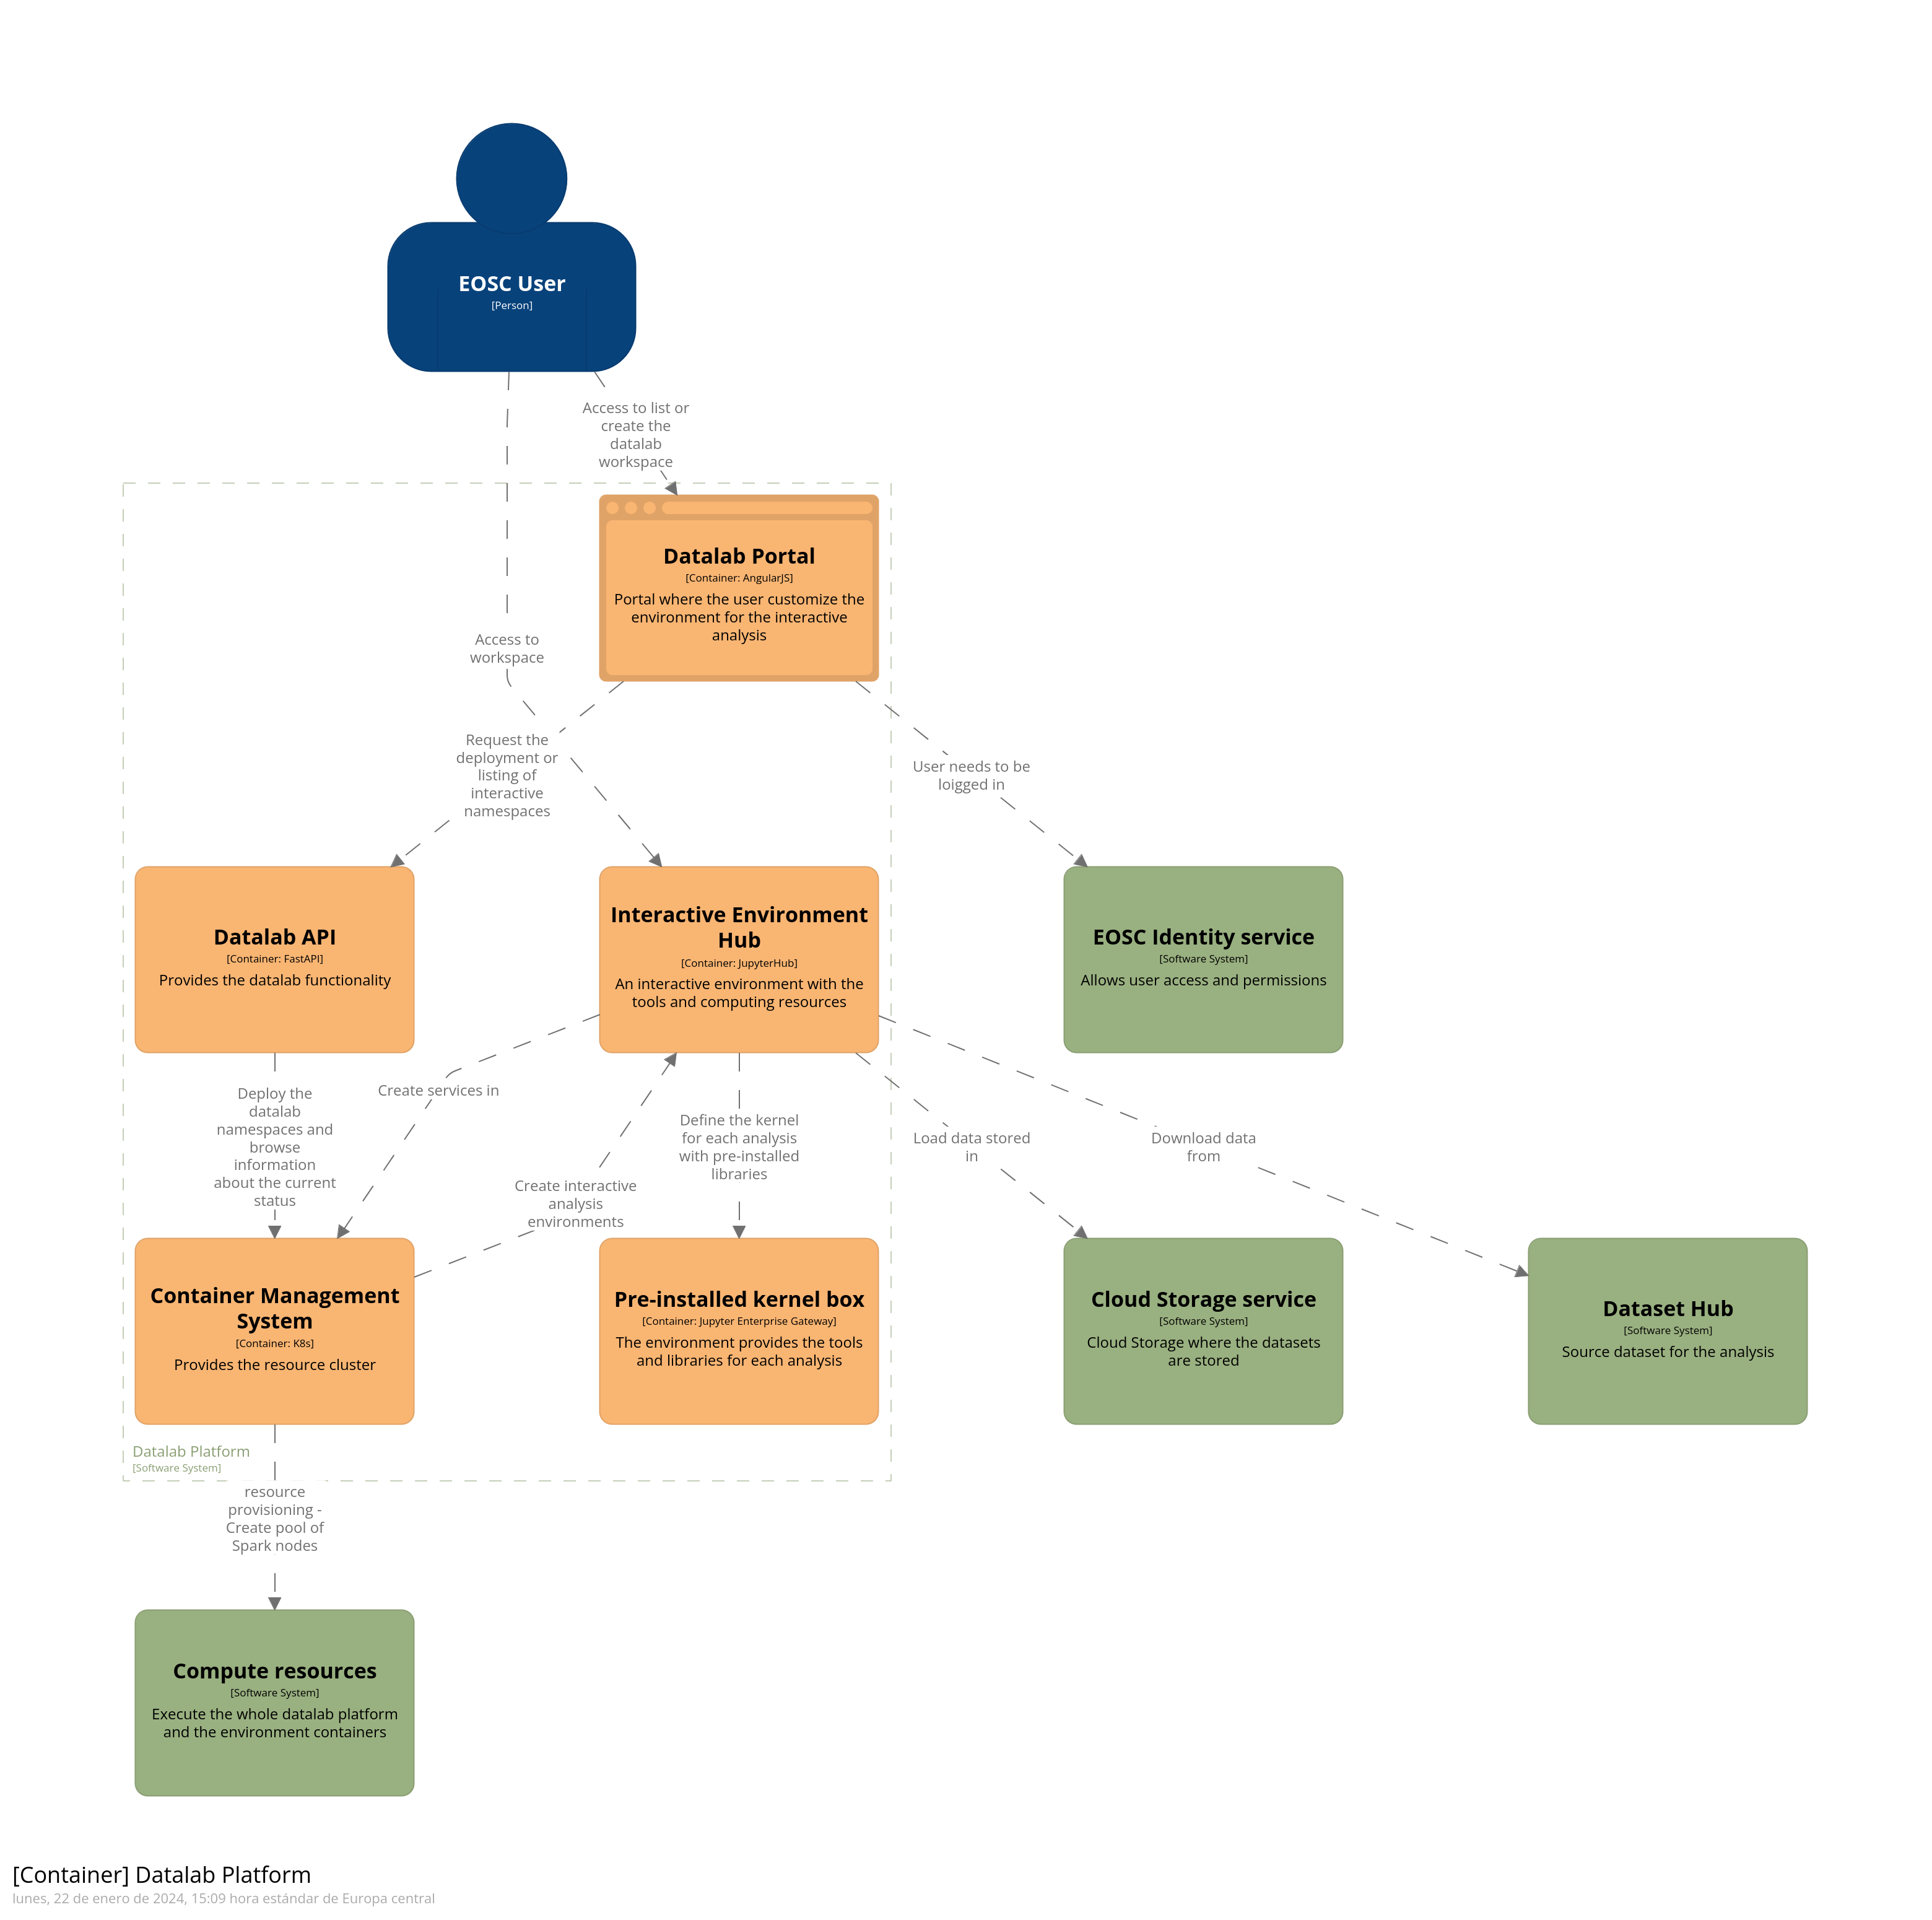 EOSC User
[Person]
Access to list or
create the
datalab
workspace
Datalab Portal
[Container: AngularJS]
Portal where the user customize the
environment for the interactive
analysis
Access to
workspace
Request the
deployment or
listing of
interactive
namespaces
User needs to be
loigged in
Datalab API
[Container: FastAPI]
Provides the datalab functionality
Interactive Environment
Hub
[Container: JupyterHub]
An interactive environment with the
tools and computing resources
EOSC Identity service
[Software System]
Allows user access and permissions
Deploy the
datalab
namespaces and
browse
information
about the current
status
Create services in
Create interactive
analysis
environments
Define the kernel
for each analysis
with pre-installed
libraries
Load data stored
in
Download data
from
Container Management
System
[Container: K8s]
Provides the resource cluster
Pre-installed kernel box
[Container: Jupyter Enterprise Gateway]
The environment provides the tools
and libraries for each analysis
Cloud Storage service
[Software System]
Cloud Storage where the datasets
are stored
Dataset Hub
[Software System]
Source dataset for the analysis
Datalab Platform
[Software System]
resource
provisioning -
Create pool of
Spark nodes
Compute resources
[Software System]
Execute the whole datalab platform
and the environment containers
[Container] Datalab Platform
lunes, 22 de enero de 2024, 15:09 hora estándar de Europa central